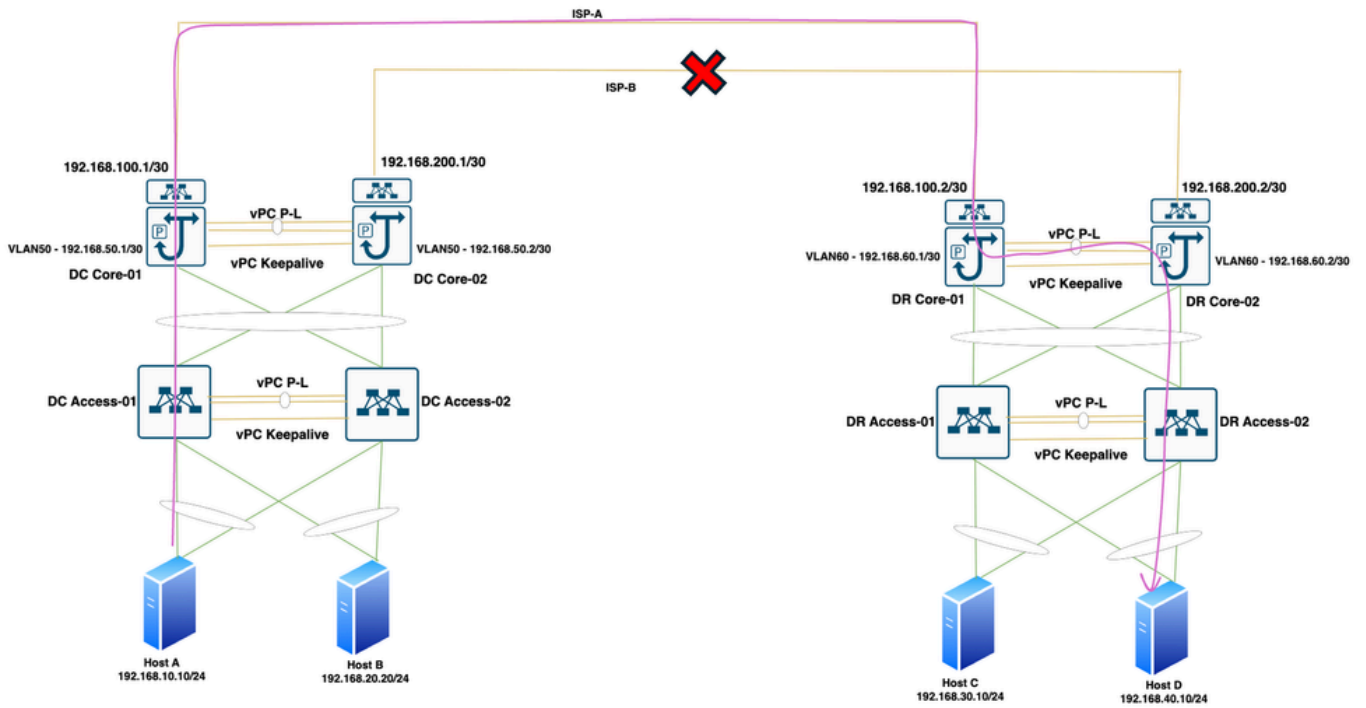 ISP-A
ISP-B
192.168.100.1/30
192.168.200.1/30
vPC P-L
P
P
VLAN50 - 192.168.50.1/30
VLAN50 - 192.168.50.2/30
vPC Keepalive
DC Core-01
DC Core-02
192.168.100.2/30
192.168.200.2/30
vPC P-L
P
P
VLAN60 - 192.168.60.1/30
VLAN60 - 192.168.60.2/30
vPC Keepalive
DR Core-01
DR Core-02
vPC P-L
DC Access-01
DC Access-02
vPC Keepalive
vPC P-L
DR Access-01
DR Access-02
vPC Keepalive
Host A
192.168.10.10/24
Host B
192.168.20.20/24
Host C
192.168.30.10/24
Host D
192.168.40.10/24